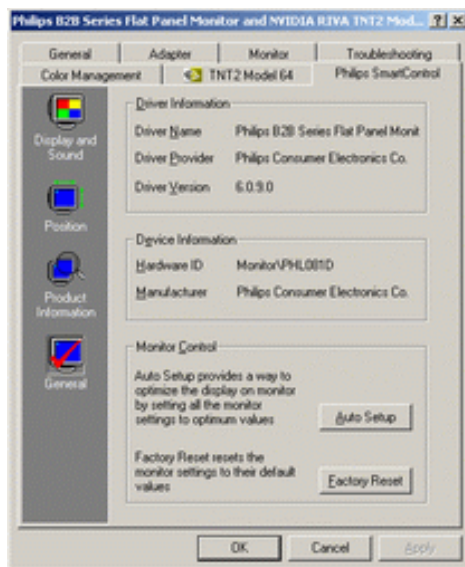 Philips B2B Series Flat Panel Monitor and NVIDIA RIVA TNT2 Mod...
General Adapter Monitor Troubleshooting
Color Management TNT2 Model 64 Philips SmartControl
Display and
Sound
Position
Product
Information
General
Driver Information
Driver Name Philips B2B Series Flat Panel Monit
Driver Provider Philips Consumer Electronics Co.
Driver Version 6.0.9.0
Device Information
Hardware ID Monitor\PHL081D
Manufacturer Philips Consumer Electronics Co.
Monitor Control
Auto Setup provides a way to
optimize the display on monitor
by setting all the monitor
settings to optimum values
Auto Setup
Factory Reset resets the
monitor settings to their default
values
Factory Reset
OK Cancel Apply